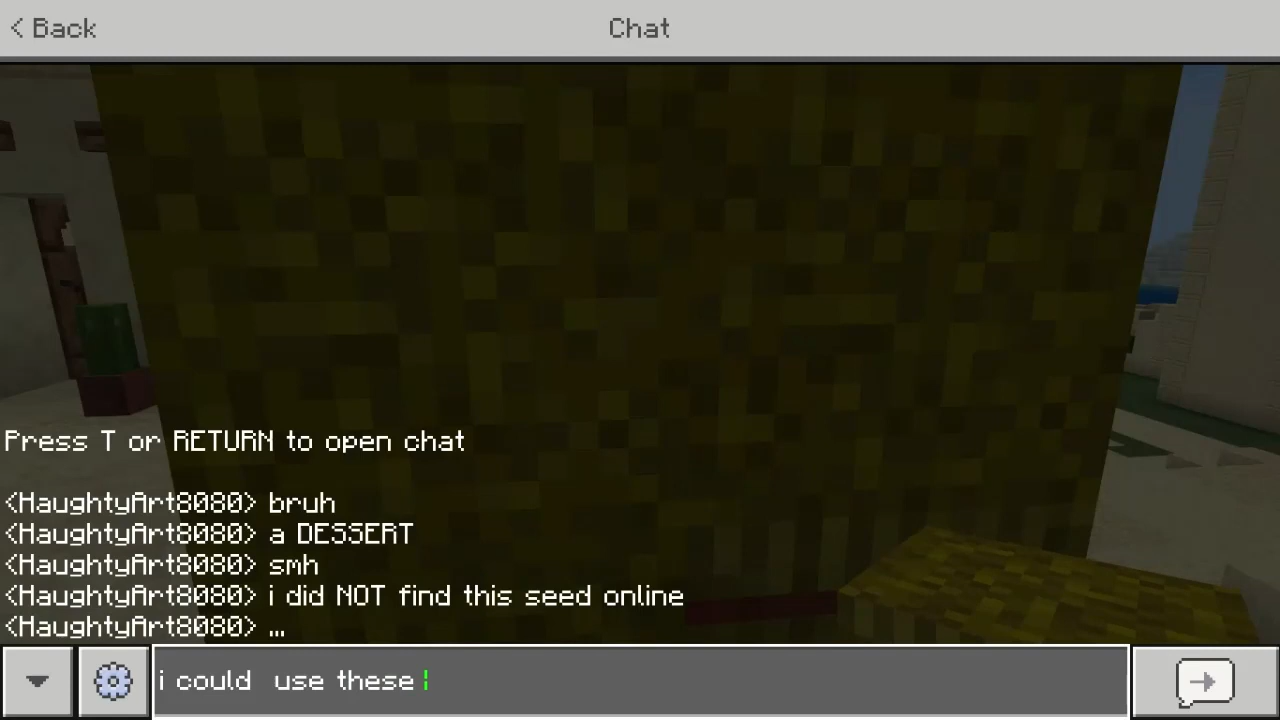 < Back
Chat
Press T or RETURN to open chat
<HaughtyArt8080> bruh
<HaughtyArt8080> a DESSERT
<HaughtyArt8080> smh
<HaughtyArt8080> i did NOT find this seed online
<HaughtyArt8080> ...
i could  use these